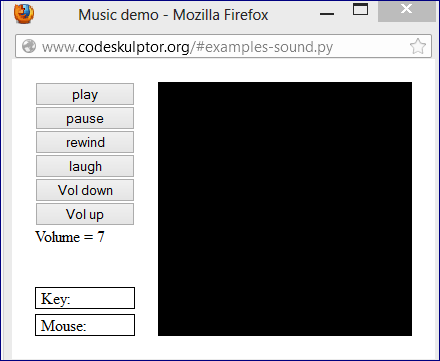 Music demo - Mozilla Firefox
www.codeskulptor.org/#examples-sound.py
play
pause
rewind
laugh
Vol down
Vol up
Volume = 7
Key:
Mouse: